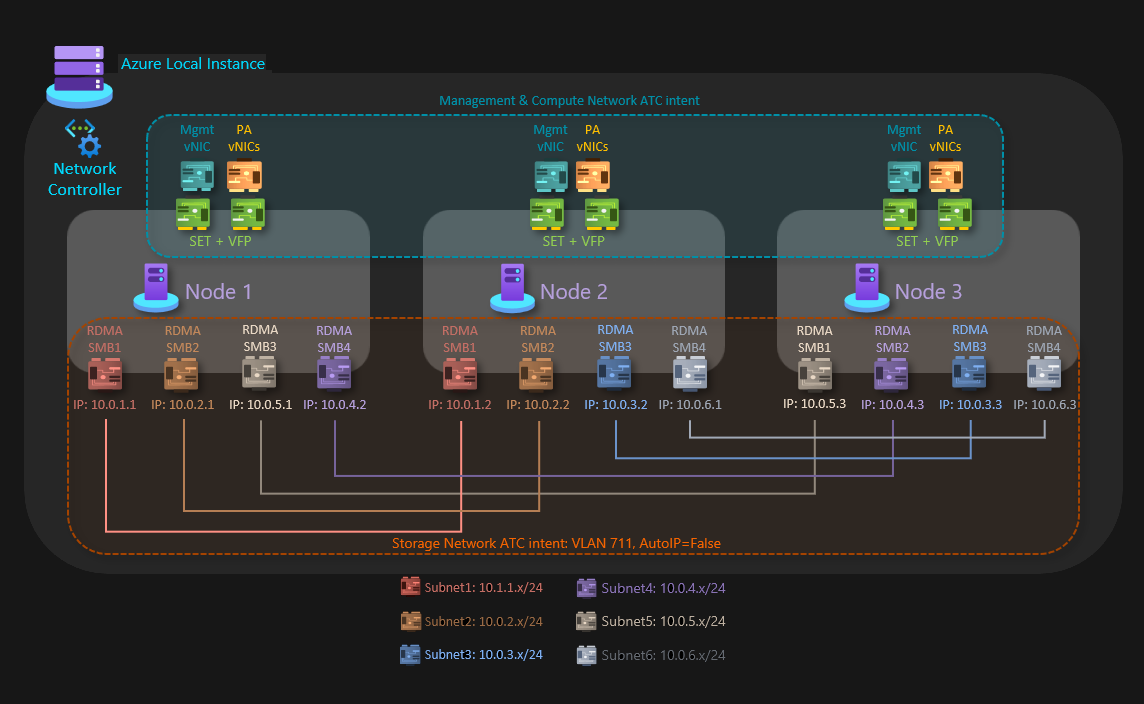 Azure Local Instance
Network
Controller
Management & Compute Network ATC intent
Mgmt
vNIC
PA
vNICs
SET + VFP
Mgmt
vNIC
PA
vNICs
SET + VFP
Mgmt
vNIC
PA
vNICs
SET + VFP
Node 1
Node 2
Node 3
RDMA
SMB1
RDMA
SMB2
RDMA
SMB3
RDMA
SMB4
RDMA
SMB1
RDMA
SMB2
RDMA
SMB3
RDMA
SMB4
RDMA
SMB1
RDMA
SMB2
RDMA
SMB3
RDMA
SMB4
IP: 10.0.1.1
IP: 10.0.2.1
IP: 10.0.5.1
IP: 10.0.4.2
IP: 10.0.1.2
IP: 10.0.2.2
IP: 10.0.3.2
IP: 10.0.6.1
IP: 10.0.5.3
IP: 10.0.4.3
IP: 10.0.3.3
IP: 10.0.6.3
Storage Network ATC intent: VLAN 711, AutoIP=False
Subnet1: 10.1.1.x/24
Subnet4: 10.0.4.x/24
Subnet2: 10.0.2.x/24
Subnet5: 10.0.5.x/24
Subnet3: 10.0.3.x/24
Subnet6: 10.0.6.x/24